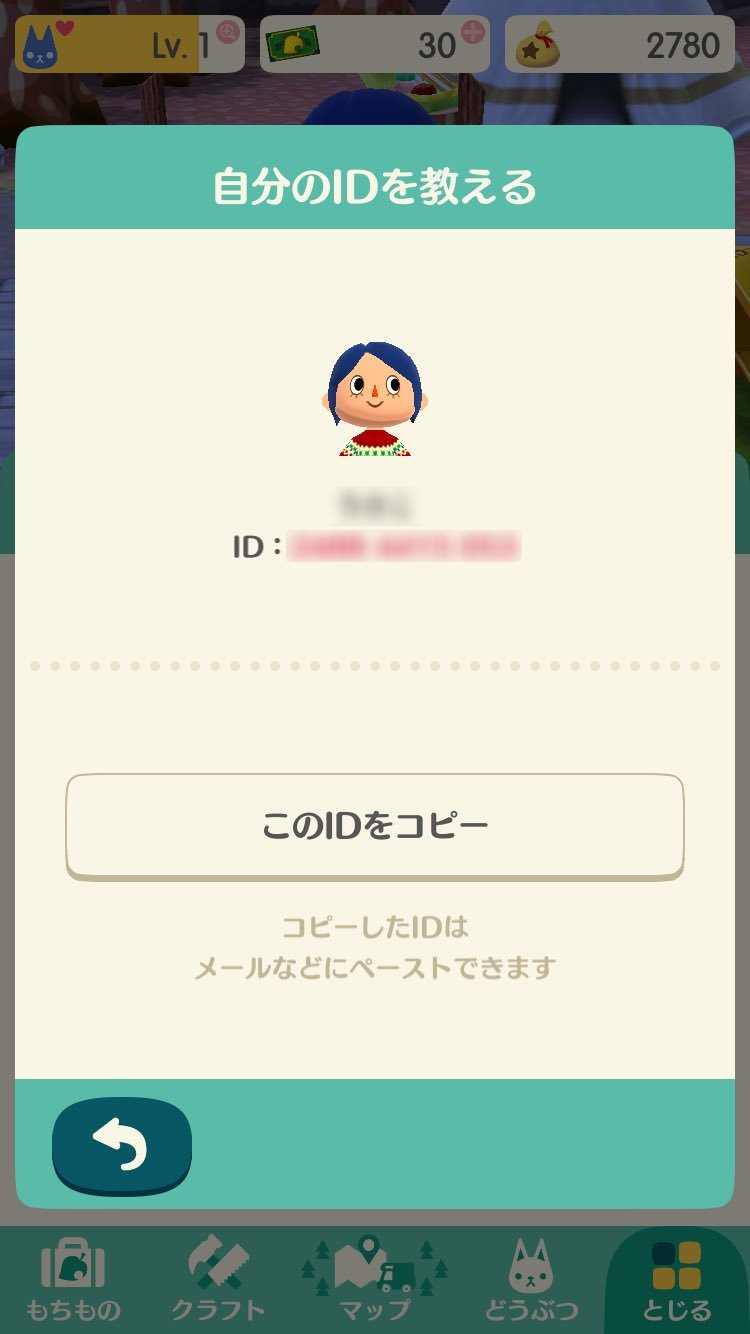 Lv. 1
30
2780
自分のIDを教える
ID：
このIDをコピー
コピーしたIDは
メールなどにペーストできます
もちもの
クラフト
マップ
どうぶつ
とじる